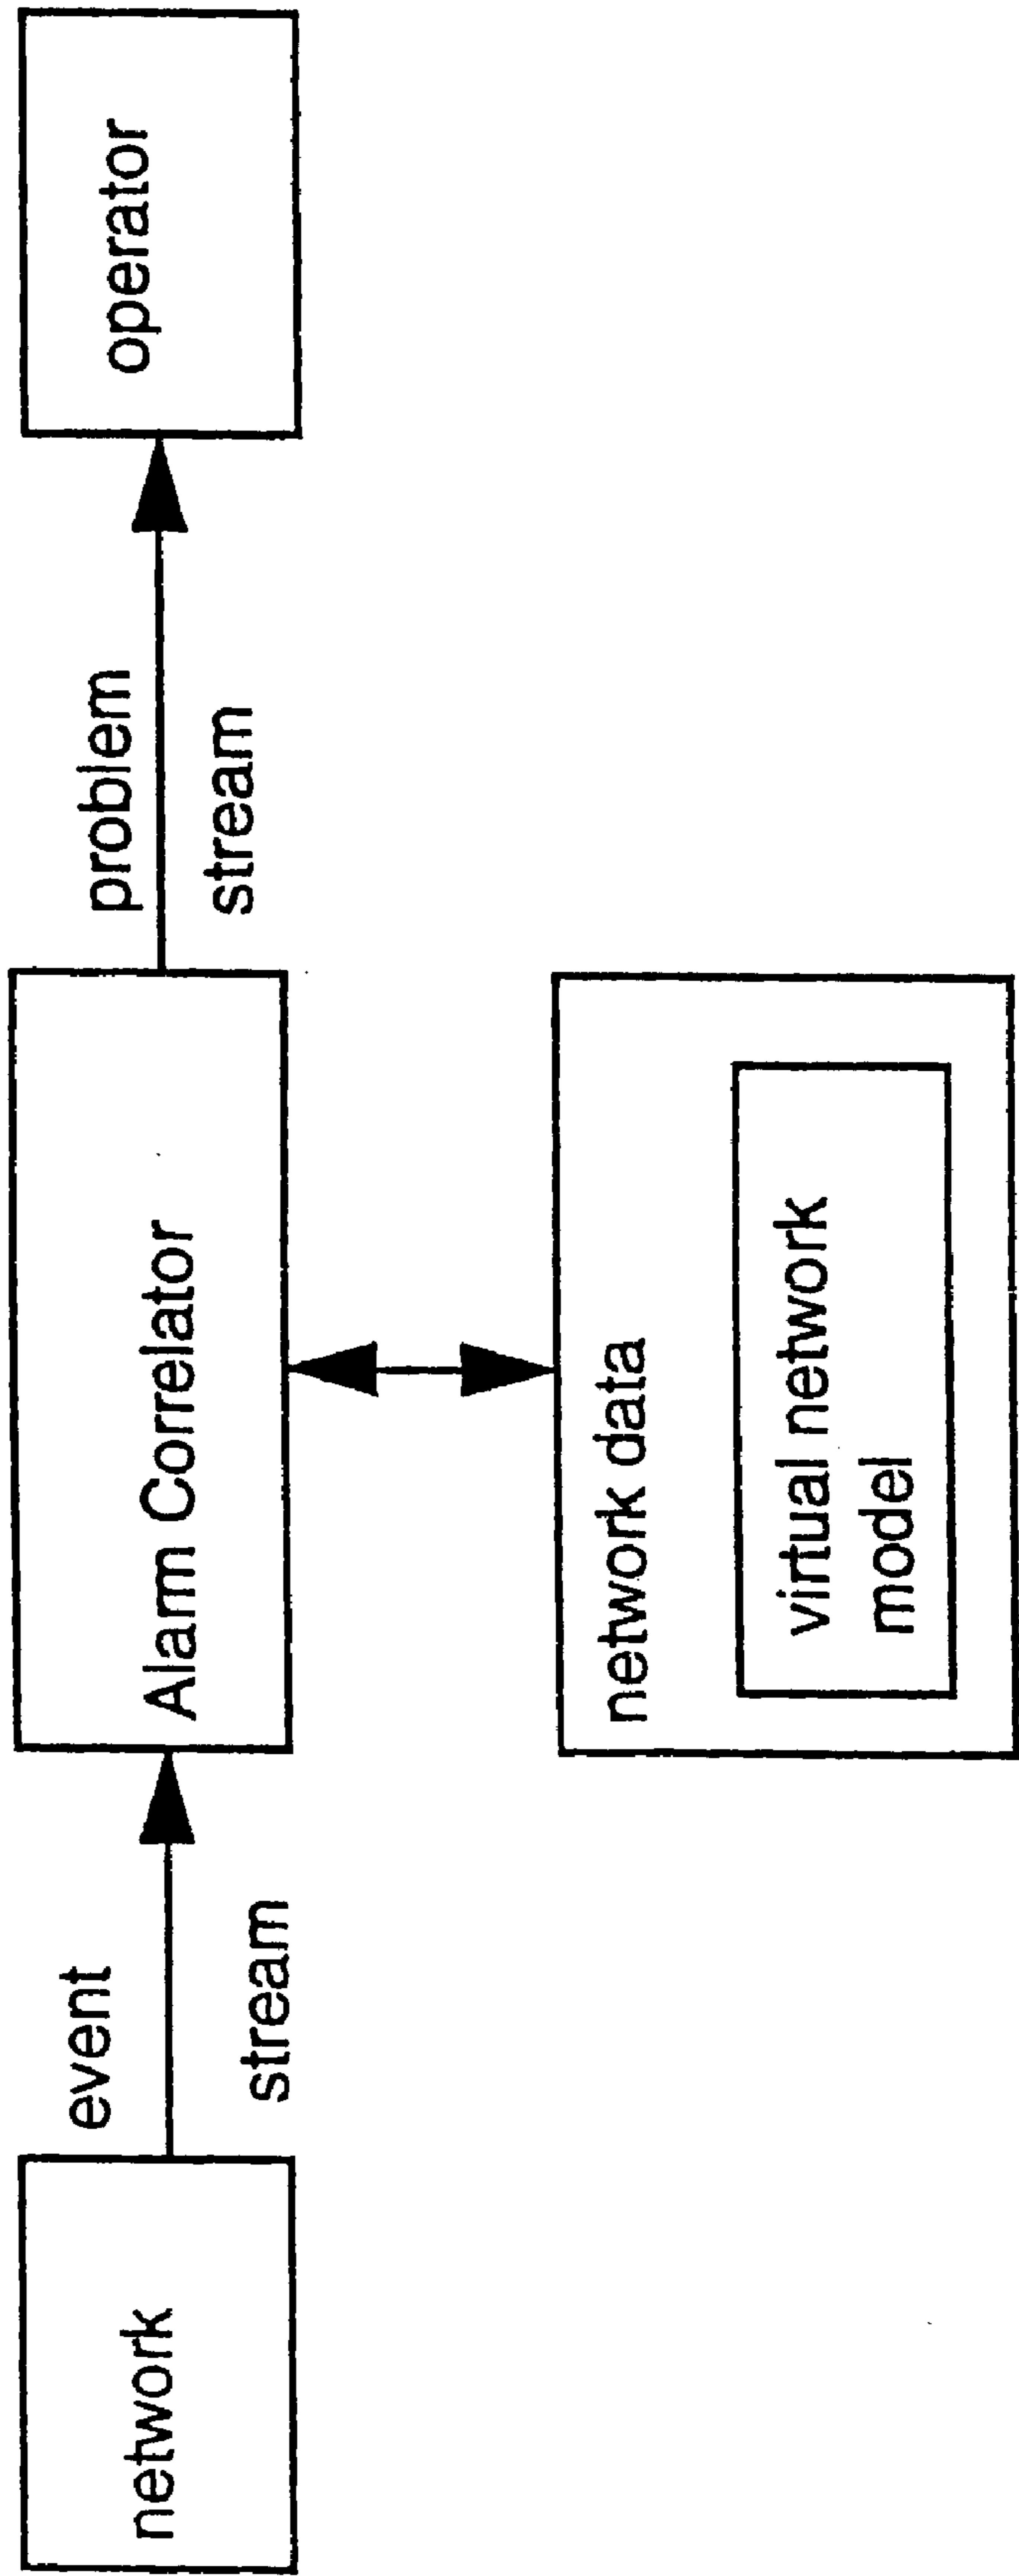 network
event
stream
Alarm Correlator
problem
stream
operator
network data
virtual network
model